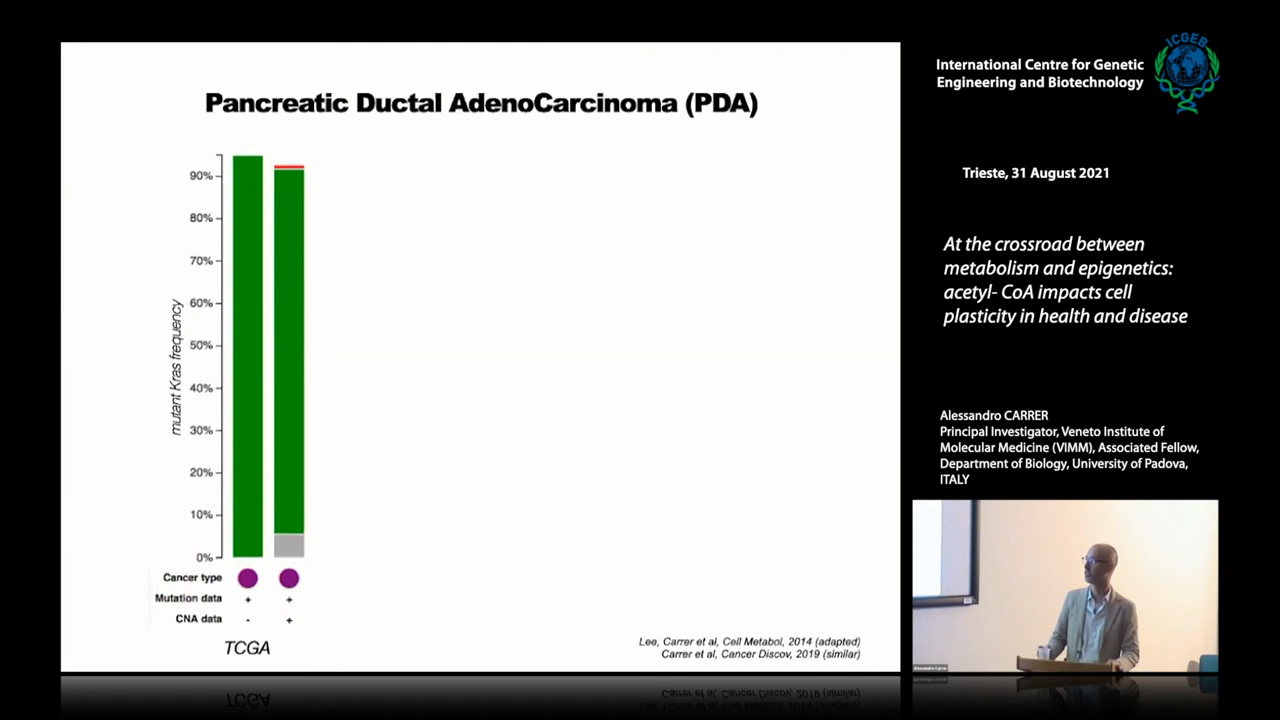 Pancreatic Ductal AdenoCarcinoma (PDA)
90%
80%
70%
60%
50%
40%
30%
20%
10%
0%
mutant Kras frequency
Cancer type
Mutation data + +
CNA data - +
TCGA
Lee, Carrer et al, Cell Metabol, 2014 (adapted)
Carrer et al, Cancer Discov, 2019 (similar)
International Centre for Genetic
Engineering and Biotechnology
ICGEB
Trieste, 31 August 2021
At the crossroad between
metabolism and epigenetics:
acetyl- CoA impacts cell
plasticity in health and disease
Alessandro CARRER
Principal Investigator, Veneto Institute of
Molecular Medicine (VIMM), Associated Fellow,
Department of Biology, University of Padova,
ITALY
Alessandro Carrer